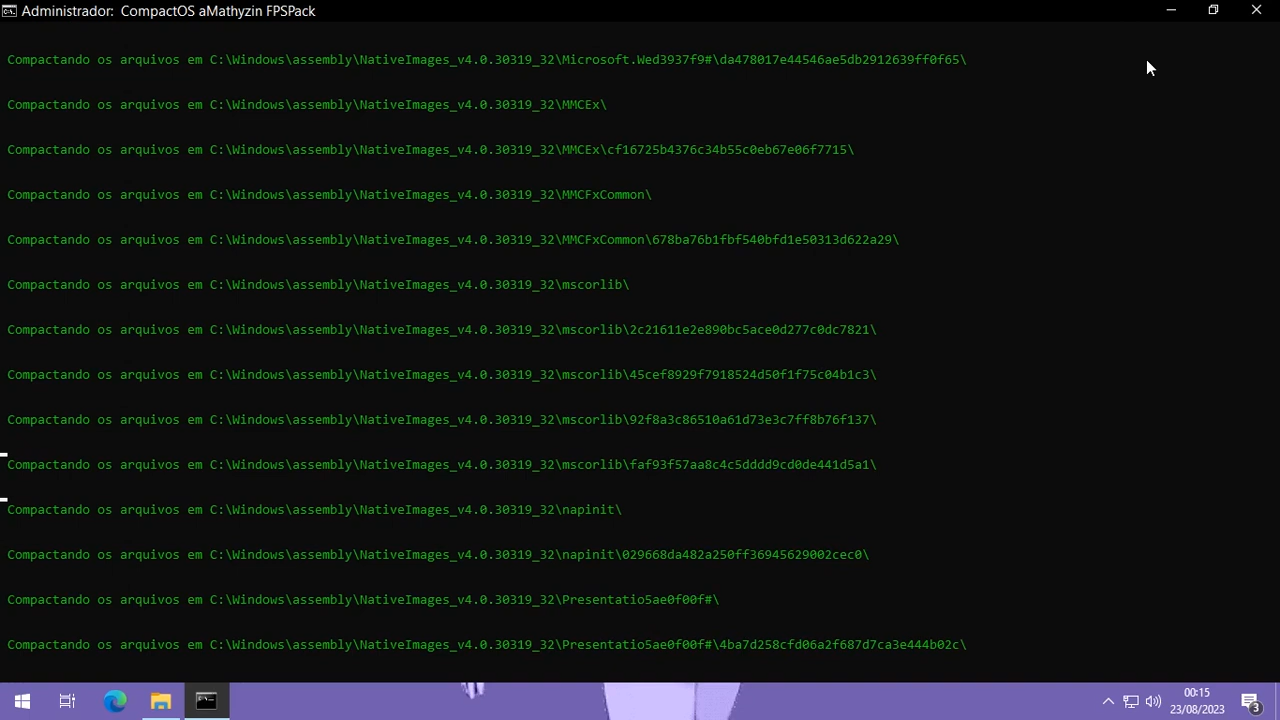 Administrador: CompactOS aMathyzin FPSPack
Compactando os arquivos em C:\Windows\assembly\NativeImages_v4.0.30319_32\Microsoft.Wed3937f9#\da478017e44546ae5db2912639ff0f65\
Compactando os arquivos em C:\Windows\assembly\NativeImages_v4.0.30319_32\MMCEx\
Compactando os arquivos em C:\Windows\assembly\NativeImages_v4.0.30319_32\MMCEx\cf16725b4376c34b55c0eb67e06f7715\
Compactando os arquivos em C:\Windows\assembly\NativeImages_v4.0.30319_32\MMCFxCommon\
Compactando os arquivos em C:\Windows\assembly\NativeImages_v4.0.30319_32\MMCFxCommon\678ba76b1fbf540bfd1e50313d622a29\
Compactando os arquivos em C:\Windows\assembly\NativeImages_v4.0.30319_32\mscorlib\
Compactando os arquivos em C:\Windows\assembly\NativeImages_v4.0.30319_32\mscorlib\2c21611e2e890bc5ace0d277c0dc7821\
Compactando os arquivos em C:\Windows\assembly\NativeImages_v4.0.30319_32\mscorlib\45cef8929f7918524d50f1f75c04b1c3\
Compactando os arquivos em C:\Windows\assembly\NativeImages_v4.0.30319_32\mscorlib\92f8a3c86510a61d73e3c7ff8b76f137\
Compactando os arquivos em C:\Windows\assembly\NativeImages_v4.0.30319_32\mscorlib\faf93f57aa8c4c5dddd9cd0de441d5a1\
Compactando os arquivos em C:\Windows\assembly\NativeImages_v4.0.30319_32\napinit\
Compactando os arquivos em C:\Windows\assembly\NativeImages_v4.0.30319_32\napinit\029668da482a250ff36945629002cec0\
Compactando os arquivos em C:\Windows\assembly\NativeImages_v4.0.30319_32\Presentatio5ae0f00f#\
Compactando os arquivos em C:\Windows\assembly\NativeImages_v4.0.30319_32\Presentatio5ae0f00f#\4ba7d258cfd06a2f687d7ca3e444b02c\
00:15
23/08/2023
3